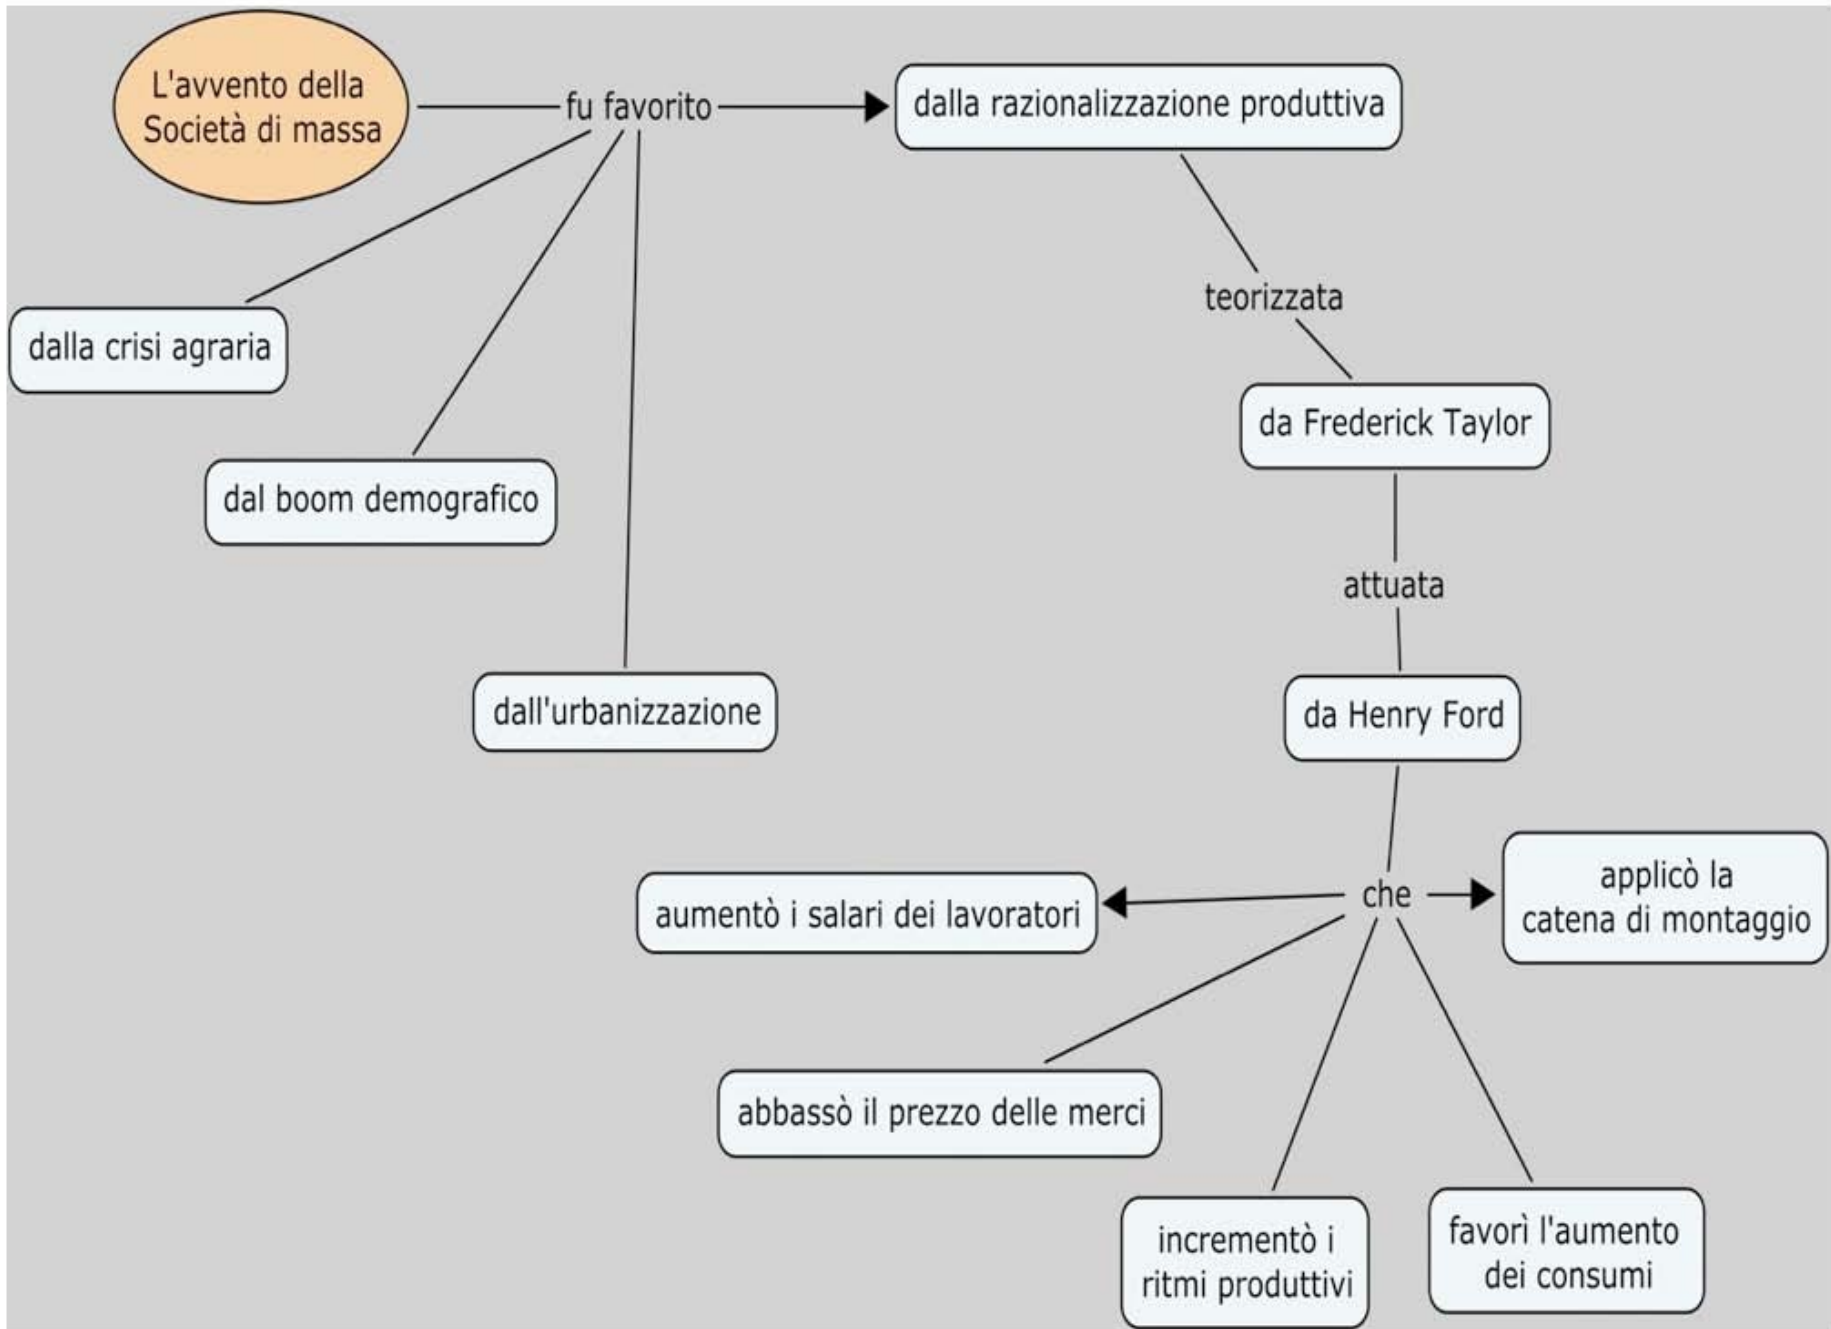 L'avvento della
Società di massa
fu favorito
dalla razionalizzazione produttiva
dalla crisi agraria
dal boom demografico
dall'urbanizzazione
teorizzata
da Frederick Taylor
attuata
da Henry Ford
che
aumentò i salari dei lavoratori
applicò la
catena di montaggio
abbassò il prezzo delle merci
incrementò i
ritmi produttivi
favorì l'aumento
dei consumi